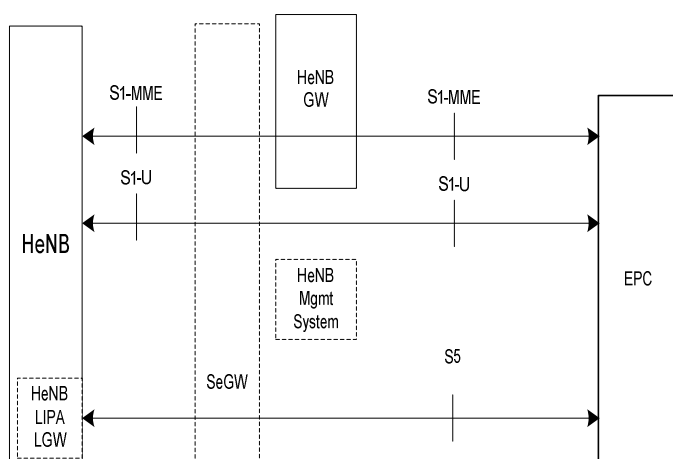 HeNB
GW
S1-MME
S1-MME
S1-U
S1-U
HeNB
HeNB
Mgmt
System
EPC
S5
SeGW
HeNB
LIPA
LGW